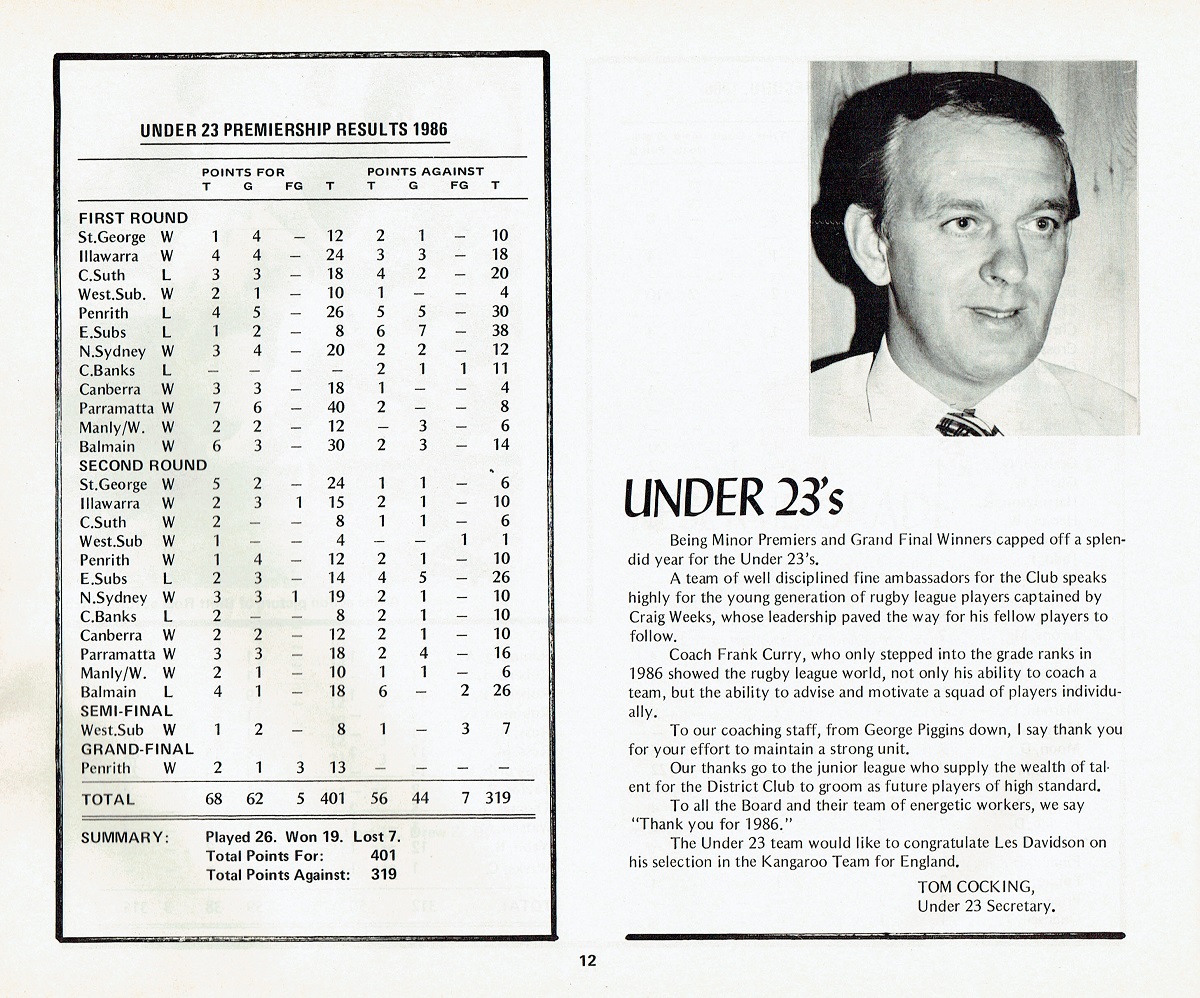 UNDER 23 PREMIERSHIP RESULTS 1986
POINTS FOR POINTS AGAINST
T G FG T T G FG T
FIRST ROUND
St.George W 1 4 – 12 2 1 – 10
Illawarra W 4 4 – 24 3 3 – 18
C.Suth L 3 3 – 18 4 2 – 20
West.Sub. W 2 1 – 10 1 – – 4
Penrith L 4 5 – 26 5 5 – 30
E.Subs L 1 2 – 8 6 7 – 38
N.Sydney W 3 4 – 20 2 2 – 12
C.Banks L – – – – 2 1 1 11
Canberra W 3 3 – 18 1 – – 4
Parramatta W 7 6 – 40 2 – – 8
Manly/W. W 2 2 – 12 – 3 – 6
Balmain W 6 3 – 30 2 3 – 14
SECOND ROUND
St.George W 5 2 – 24 1 1 – 6
Illawarra W 2 3 1 15 2 1 – 10
C.Suth W 2 – – 8 1 1 – 6
West.Sub W 1 – – 4 – – 1 1
Penrith W 1 4 – 12 2 1 – 10
E.Subs L 2 3 – 14 4 5 – 26
N.Sydney W 3 3 1 19 2 1 – 10
C.Banks L 2 – – 8 2 1 – 10
Canberra W 2 2 – 12 2 1 – 10
Parramatta W 3 3 – 18 2 4 – 16
Manly/W. W 2 1 – 10 1 1 – 6
Balmain L 4 1 – 18 6 – 2 26
SEMI-FINAL
West.Sub W 1 2 – 8 1 – 3 7
GRAND-FINAL
Penrith W 2 1 3 13 – – – –
TOTAL 68 62 5 401 56 44 7 319
SUMMARY: Played 26. Won 19. Lost 7.
Total Points For: 401
Total Points Against: 319
UNDER 23's
Being Minor Premiers and Grand Final Winners capped off a splen-
did year for the Under 23's.
A team of well disciplined fine ambassadors for the Club speaks
highly for the young generation of rugby league players captained by
Craig Weeks, whose leadership paved the way for his fellow players to
follow.
Coach Frank Curry, who only stepped into the grade ranks in
1986 showed the rugby league world, not only his ability to coach a
team, but the ability to advise and motivate a squad of players individu-
ally.
To our coaching staff, from George Piggins down, I say thank you
for your effort to maintain a strong unit.
Our thanks go to the junior league who supply the wealth of tal-
ent for the District Club to groom as future players of high standard.
To all the Board and their team of energetic workers, we say
"Thank you for 1986."
The Under 23 team would like to congratulate Les Davidson on
his selection in the Kangaroo Team for England.
TOM COCKING,
Under 23 Secretary.
12